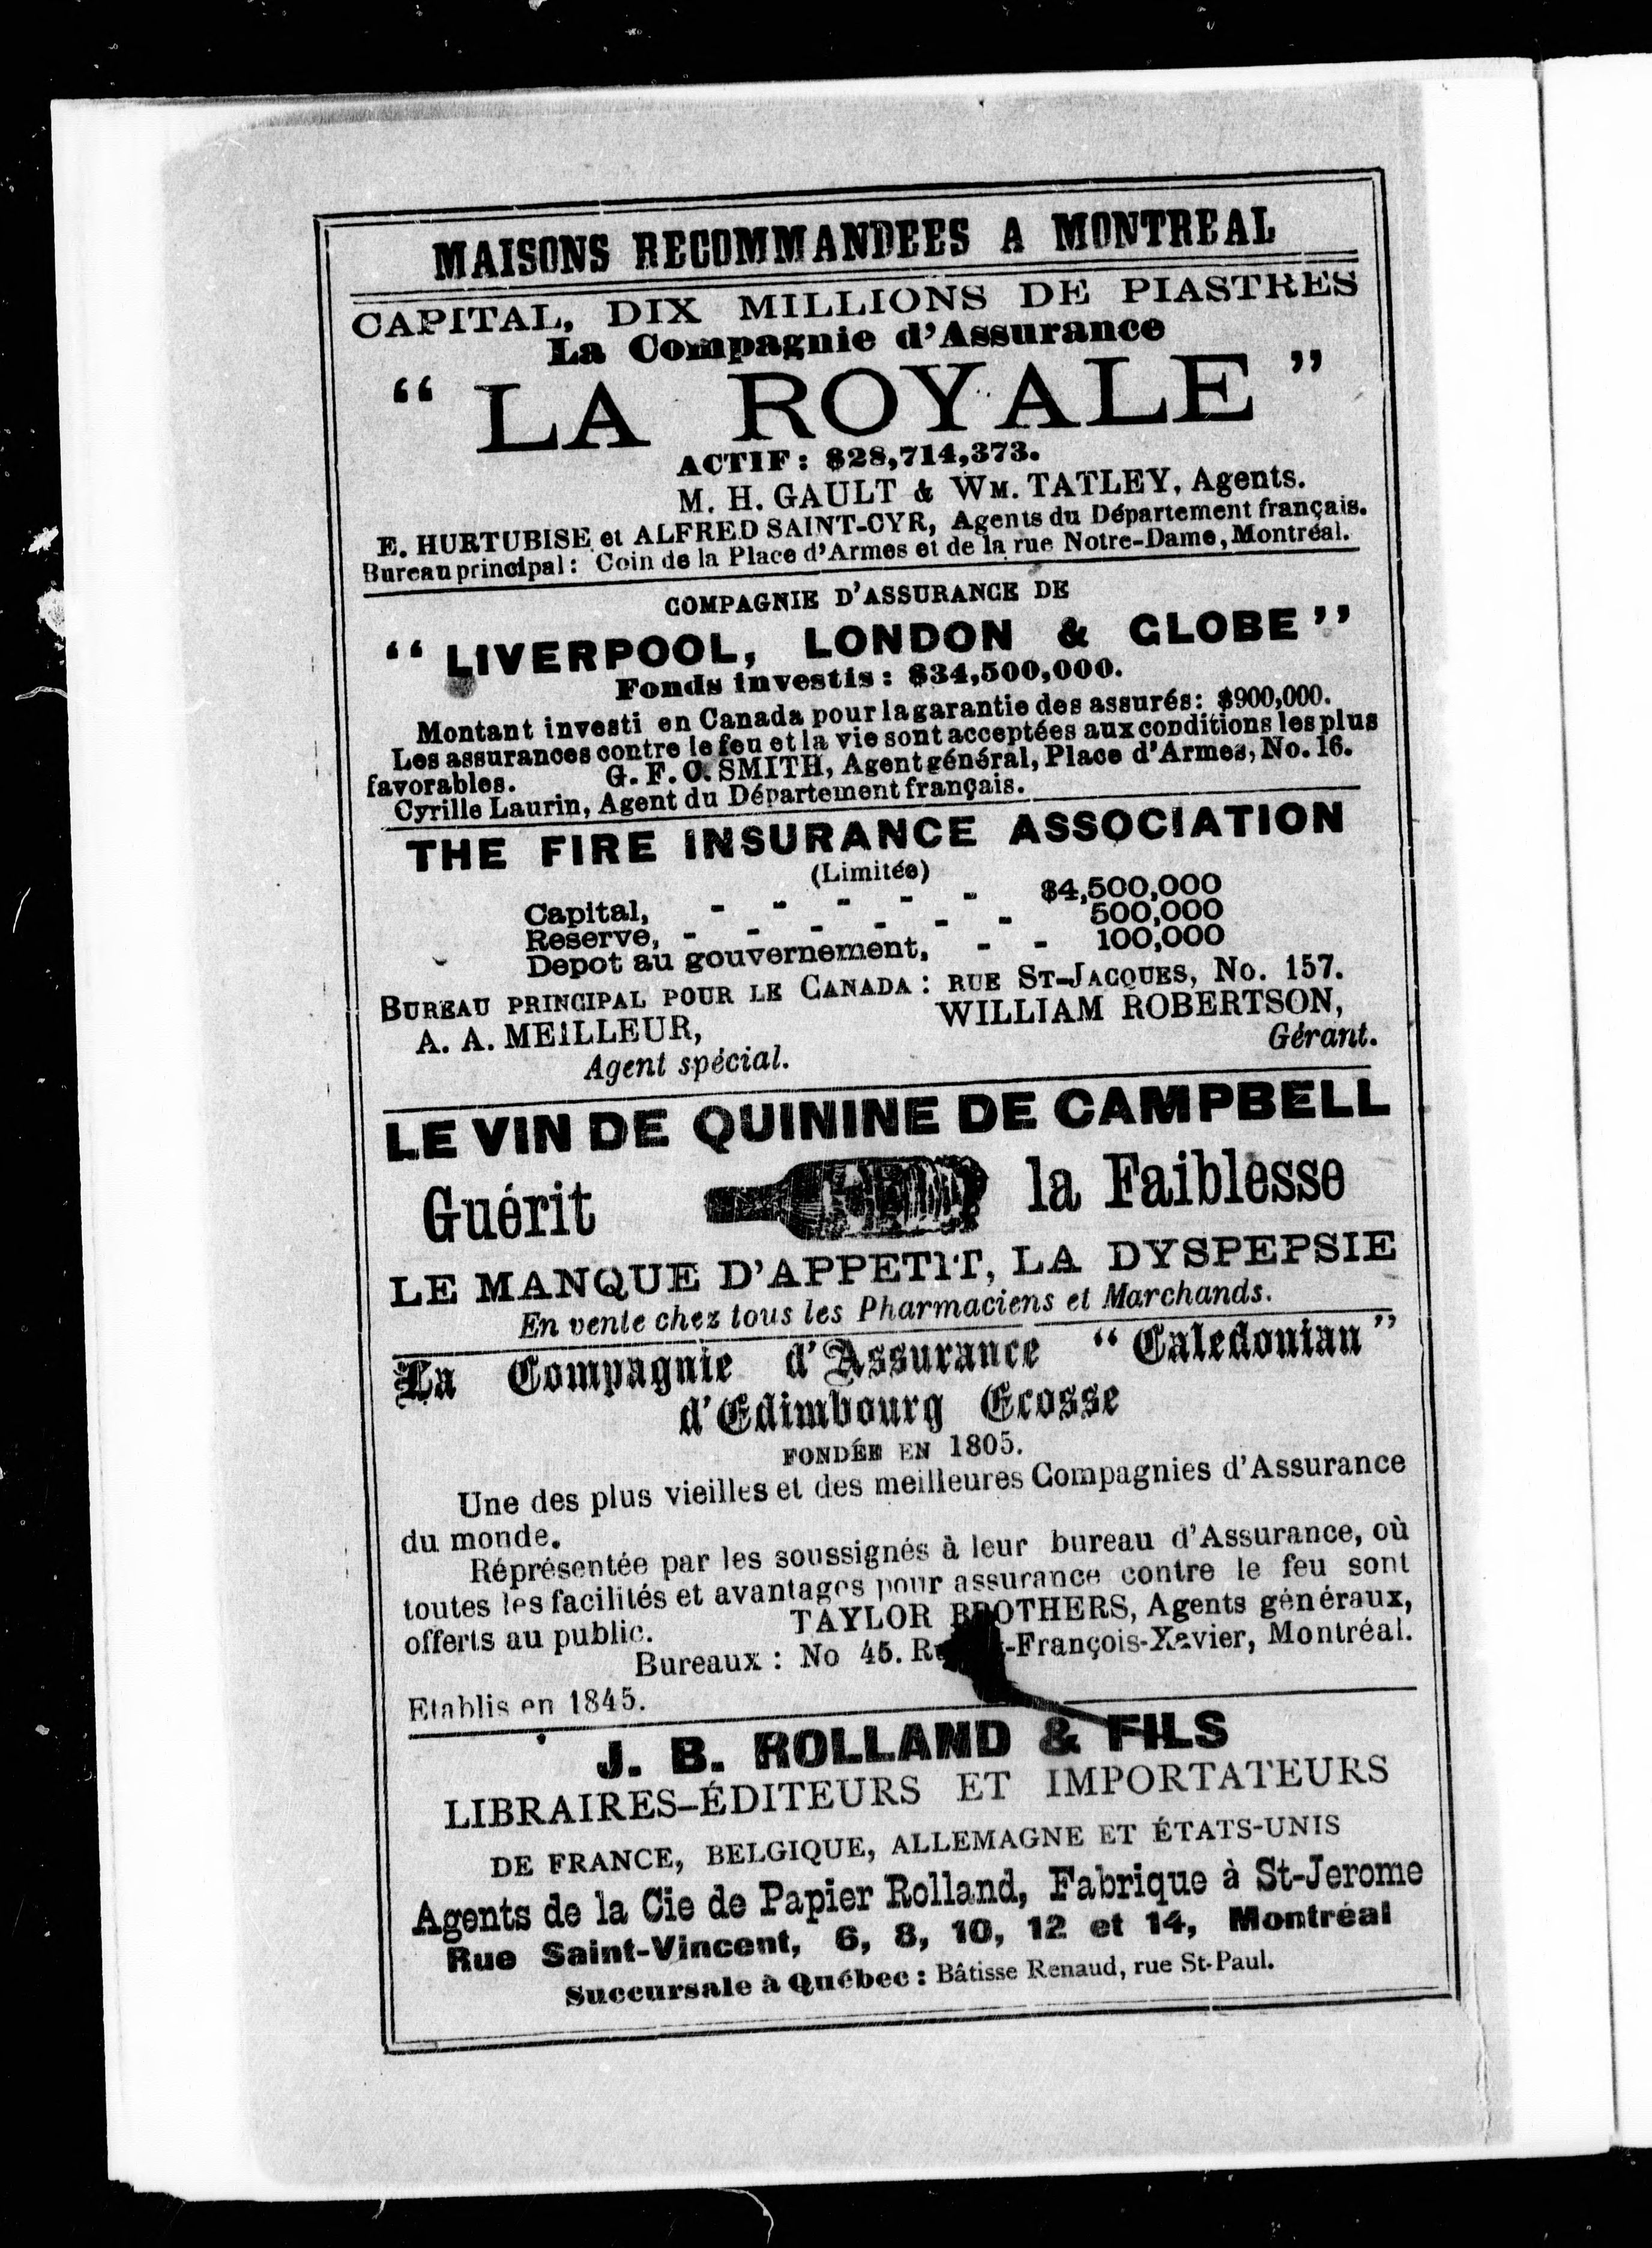 MAISONS RECOMMANDEES A MONTREAL
CAPITAL, DIX MILLIONS DE PIASTRES
La Compagnie d'Assurance
“ LA ROYALE ”
ACTIF: $28,714,373.
M. H. GAULT & WM. TATLEY, Agents.
E. HURTUBISE et ALFRED SAINT-CYR, Agents du Département français.
Bureau principal: Coin de la Place d'Armes et de la rue Notre-Dame, Montréal.
COMPAGNIE D'ASSURANCE DE
“ LIVERPOOL, LONDON & GLOBE ”
Fonds investis: $34,500,000.
Montant investi en Canada pour la garantie des assurés: $900,000.
Les assurances contre le feu et la vie sont acceptées aux conditions les plus
favorables. G. F. C. SMITH, Agent général, Place d'Armes, No. 16.
Cyrille Laurin, Agent du Département français.
THE FIRE INSURANCE ASSOCIATION
(Limitée)
Capital, - - - - - $4,500,000
Reserve, - - - - - - 500,000
Depot au gouvernement, - - 100,000
BUREAU PRINCIPAL POUR LE CANADA: RUE ST-JACQUES, No. 157.
A. A. MEILLEUR, WILLIAM ROBERTSON,
Agent spécial. Gérant.
LE VIN DE QUININE DE CAMPBELL
Guérit la Faiblesse
LE MANQUE D'APPETIT, LA DYSPEPSIE
En vente chez tous les Pharmaciens et Marchands.
La Compagnie d'Assurance “Caledonian”
d'Edimbourg Ecosse
FONDÉE EN 1805.
Une des plus vieilles et des meilleures Compagnies d'Assurance
du monde.
Réprésentée par les soussignés à leur bureau d'Assurance, où
toutes les facilités et avantages pour assurance contre le feu sont
offerts au public. TAYLOR BROTHERS, Agents généraux,
Bureaux: No 45. -François-Xavier, Montréal.
Etablis en 1845.
J. B. ROLLAND & FILS
LIBRAIRES-ÉDITEURS ET IMPORTATEURS
DE FRANCE, BELGIQUE, ALLEMAGNE ET ÉTATS-UNIS
Agents de la Cie de Papier Rolland, Fabrique à St-Jerome
Rue Saint-Vincent, 6, 8, 10, 12 et 14, Montréal
Succursale à Québec: Bâtisse Renaud, rue St-Paul.